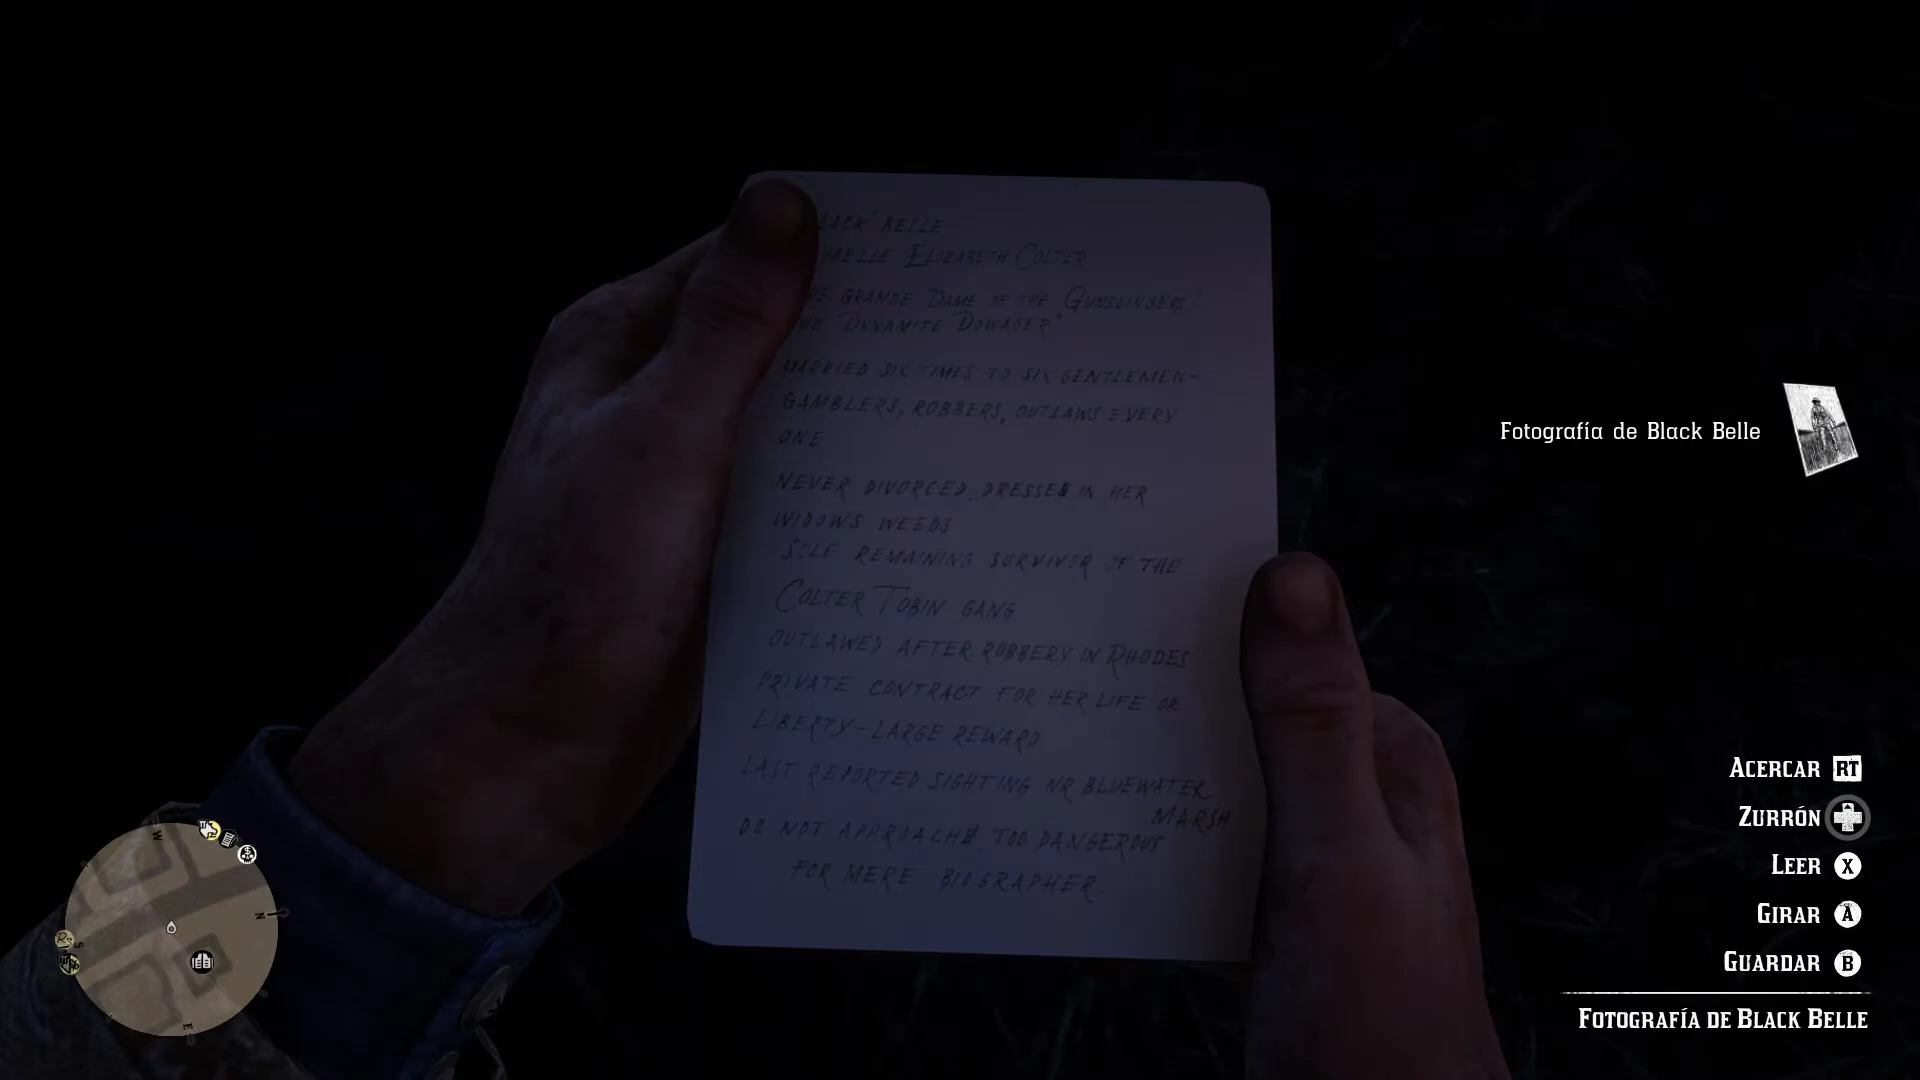 LACK" BELLE
BELLE ELIZABETH COLTER
HE GRANDE DAME OF THE GUNSLINGERS"
"DYNAMITE DOWAGER"
MARRIED SIX TIMES TO SIX GENTLEMEN-
GAMBLERS, ROBBERS, OUTLAWS EVERY
ONE
NEVER DIVORCED. DRESSES IN HER
WIDOWS WEEDS
SOLE REMAINING SURVIVOR OF THE
COLTER TOBIN GANG
OUTLAWED AFTER ROBBERY IN RHODES
PRIVATE CONTRACT FOR HER LIFE OR
LIBERTY - LARGE REWARD
LAST REPORTED SIGHTING NR BLUEWATER
MARSH
DO NOT APPROACH, TOO DANGEROUS
FOR MERE BIOGRAPHER.
Fotografía de Black Belle
ACERCAR RT
ZURRÓN
LEER X
GIRAR A
GUARDAR B
FOTOGRAFÍA DE BLACK BELLE
W
N
S
E